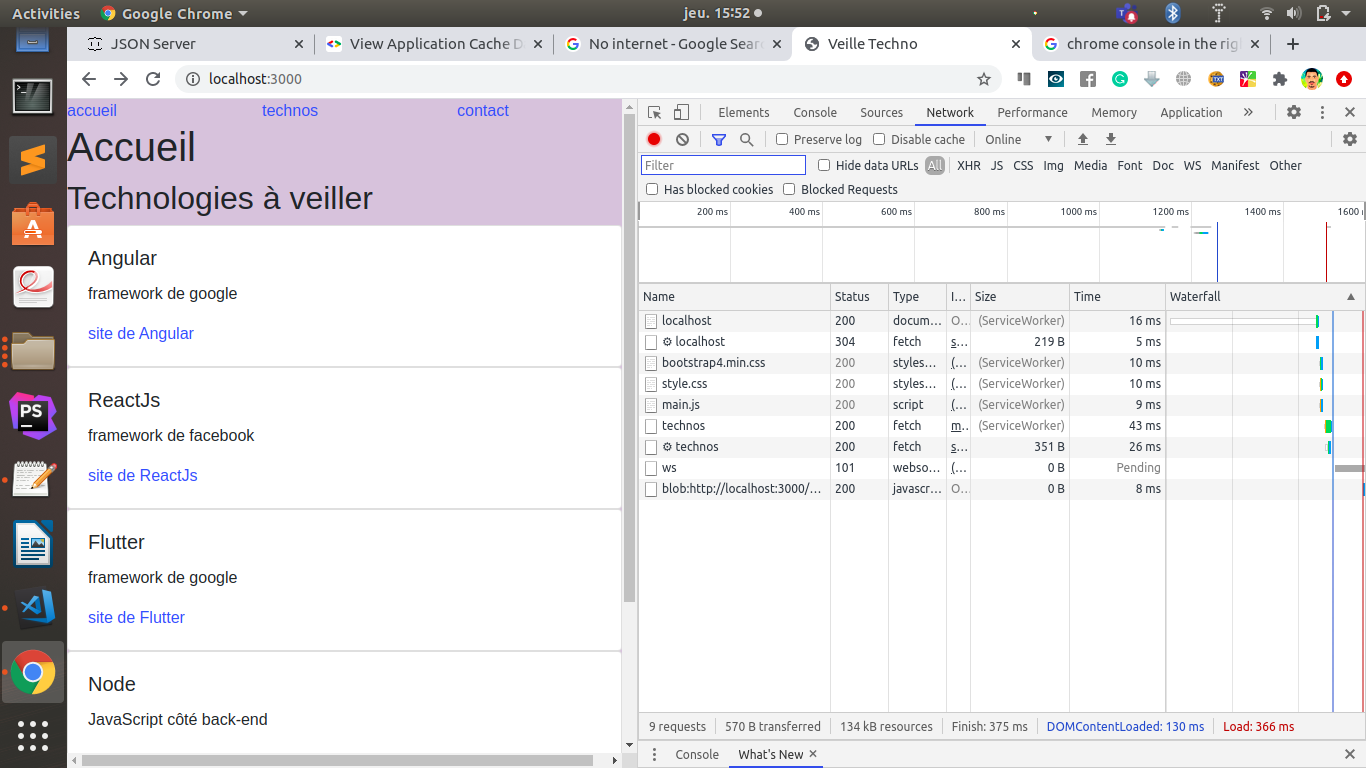 Activities Google Chrome jeu. 15:52
JSON Server View Application Cache D No internet - Google Sear Veille Techno chrome console in the rig
localhost:3000
accueil technos contact
Accueil
Technologies à veiller
Angular
framework de google
site de Angular
ReactJs
framework de facebook
site de ReactJs
Flutter
framework de google
site de Flutter
Node
JavaScript côté back-end
Elements Console Sources Network Performance Memory Application
Preserve log Disable cache Online
Filter Hide data URLs All XHR JS CSS Img Media Font Doc WS Manifest Other
Has blocked cookies Blocked Requests
200 ms 400 ms 600 ms 800 ms 1000 ms 1200 ms 1400 ms 1600
Name Status Type I... Size Time Waterfall
localhost 200 docum... O... (ServiceWorker) 16 ms
localhost 304 fetch s... 219 B 5 ms
bootstrap4.min.css 200 styles... (... (ServiceWorker) 10 ms
style.css 200 styles... (... (ServiceWorker) 10 ms
main.js 200 script (... (ServiceWorker) 9 ms
technos 200 fetch m... (ServiceWorker) 43 ms
technos 200 fetch s... 351 B 26 ms
ws 101 webso... (... 0 B Pending
blob:http://localhost:3000/... 200 javascr... O... 0 B 8 ms
9 requests 570 B transferred 134 kB resources Finish: 375 ms DOMContentLoaded: 130 ms Load: 366 ms
Console What's New